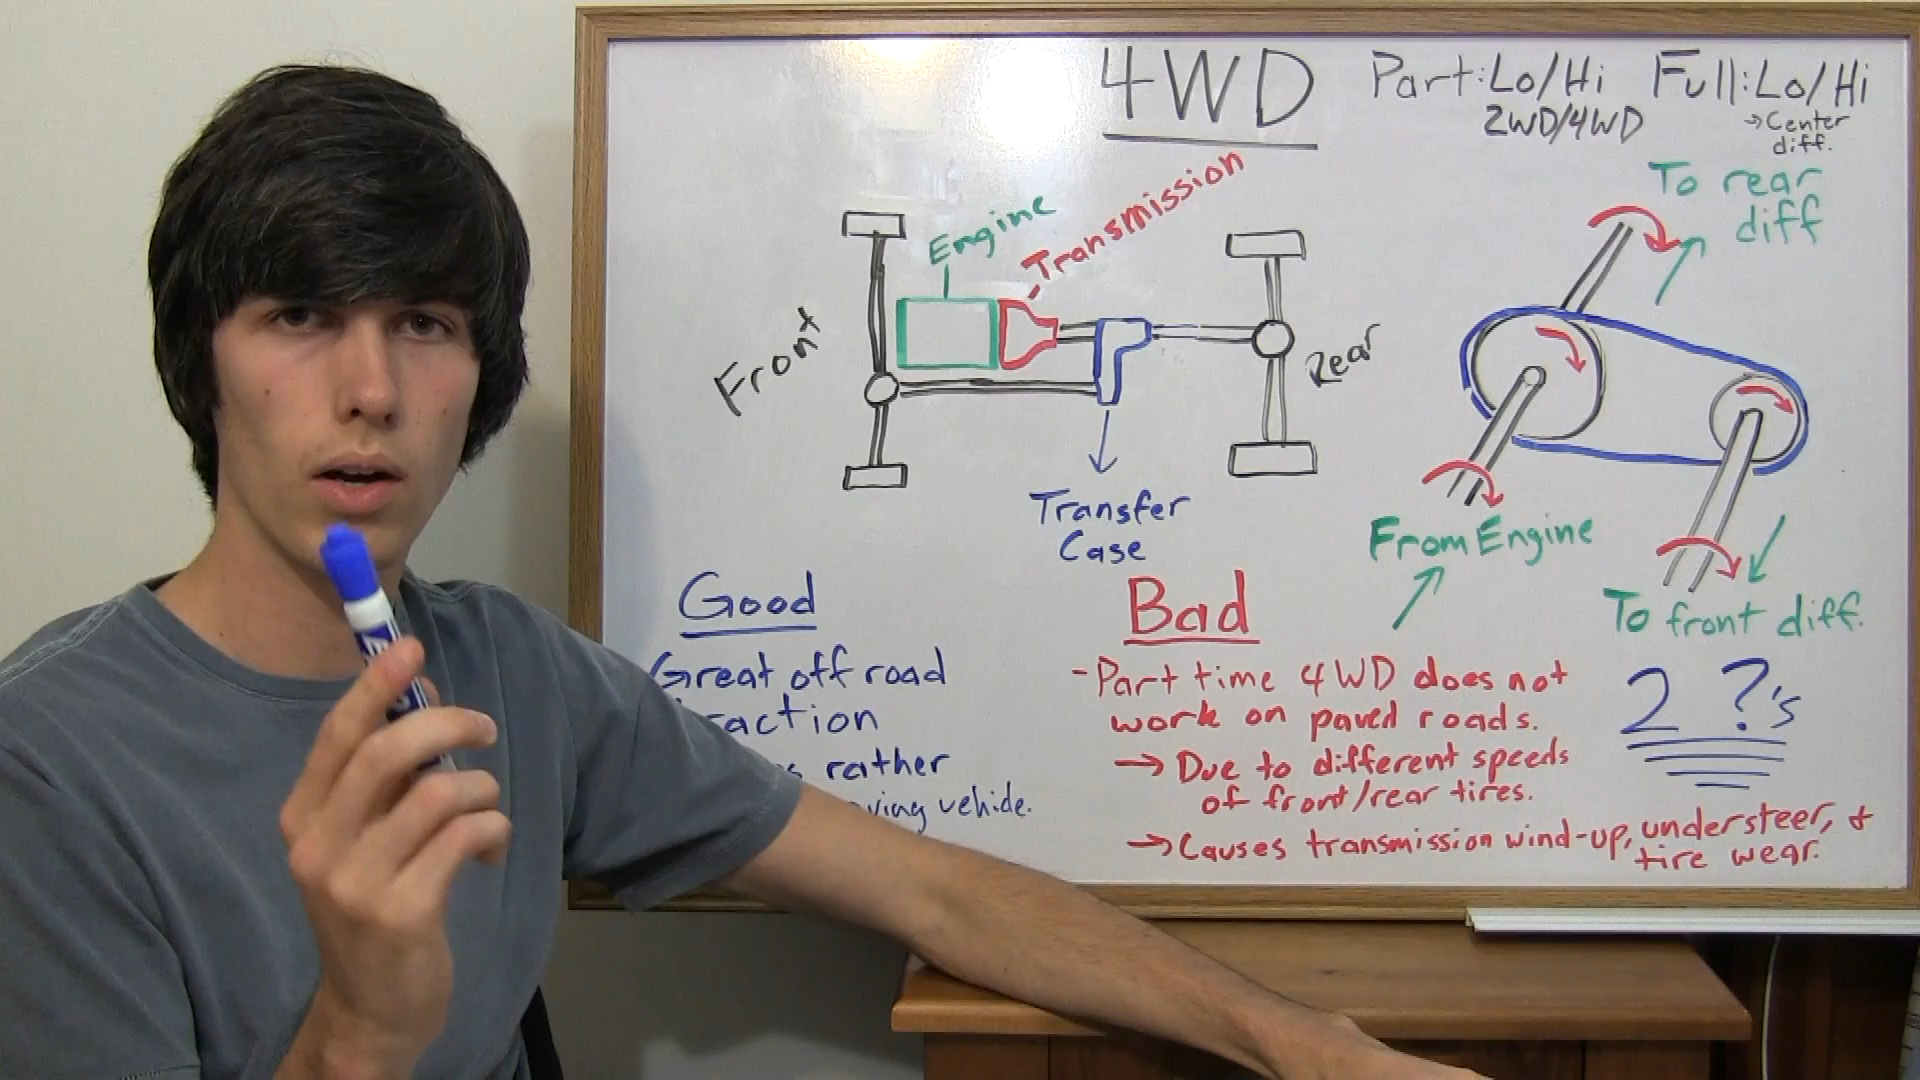 4WD
Part: Lo/Hi
2WD/4WD
Full: Lo/Hi
→ Center
diff.
Engine
Transmission
Front
Rear
Transfer
Case
To rear
diff
From Engine
To front diff.
Good
Great off road
rather
vehicle.
Bad
- Part time 4WD does not
work on paved roads.
→ Due to different speeds
of front/rear tires.
→ Causes transmission wind-up, understeer, &
tire wear.
2 ?'s